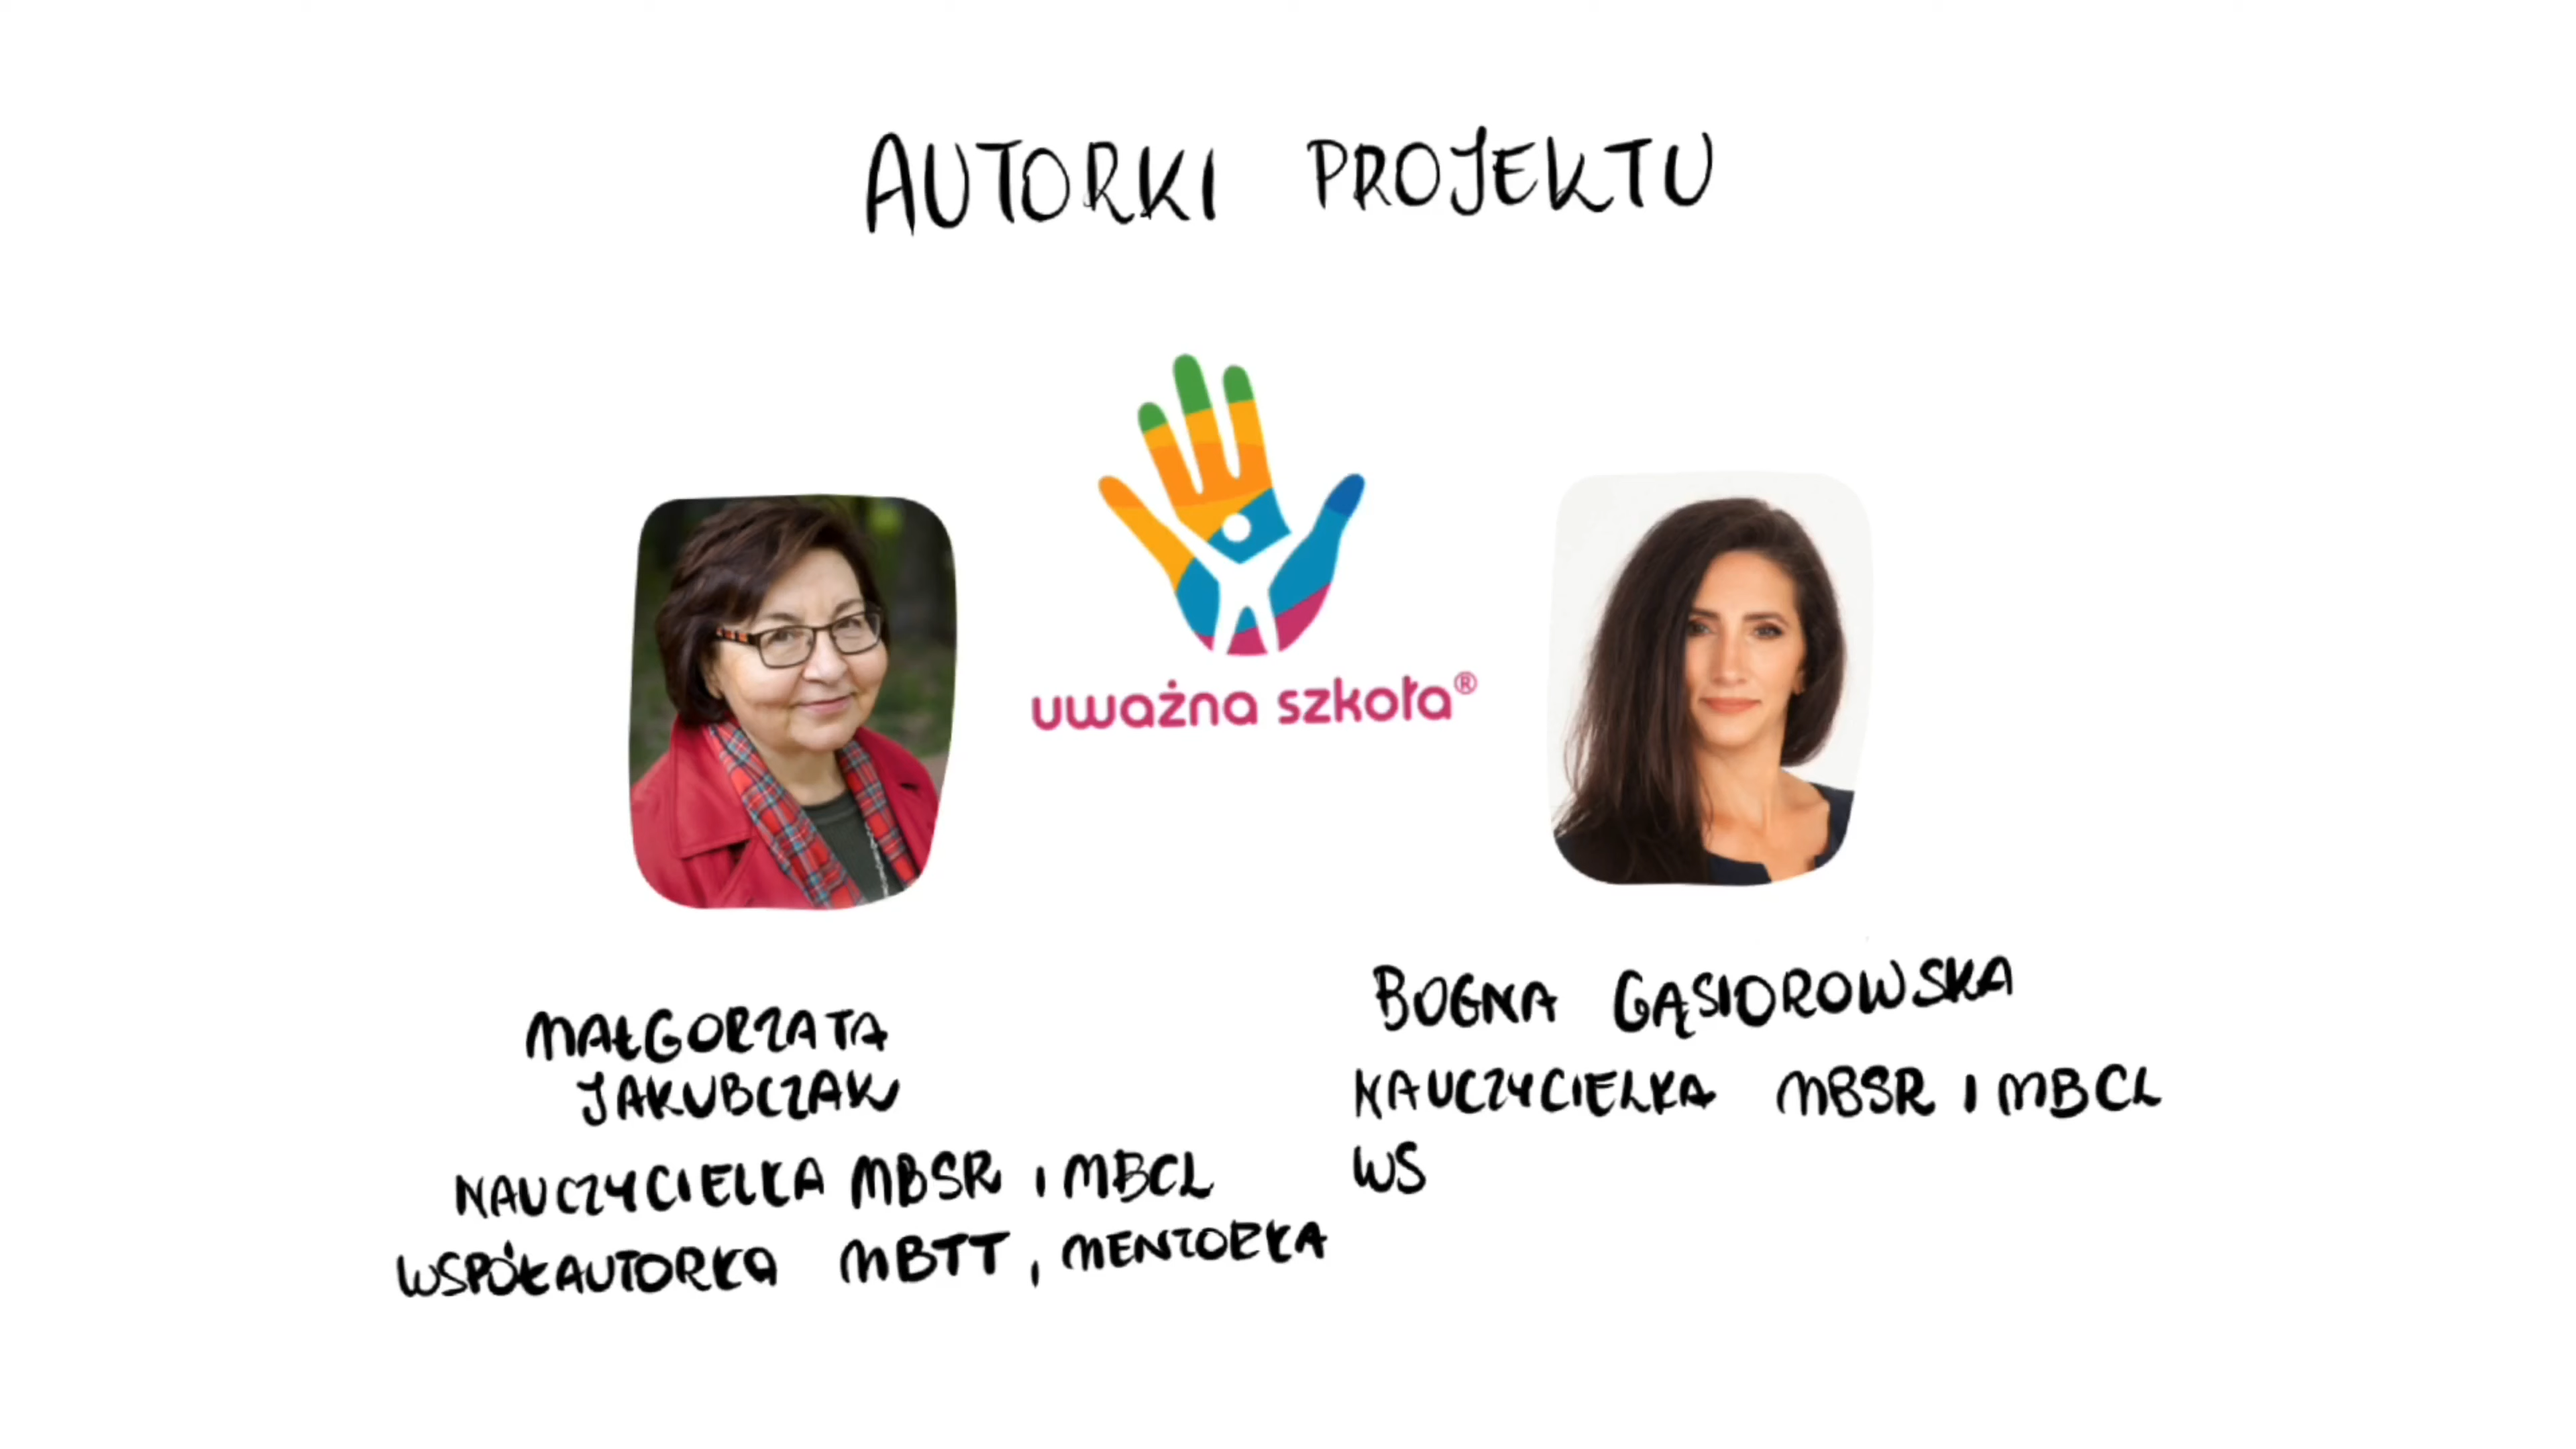 AUTORKI PROJEKTU
uważna szkoła®
MAŁGORZATA
JAKUBCZAK
NAUCZYCIELKA MBSR I MBCL
WSPÓŁAUTORKA MBTT, MENTORKA
BOGNA GĄSIOROWSKA
NAUCZYCIELKA MBSR I MBCL
WS